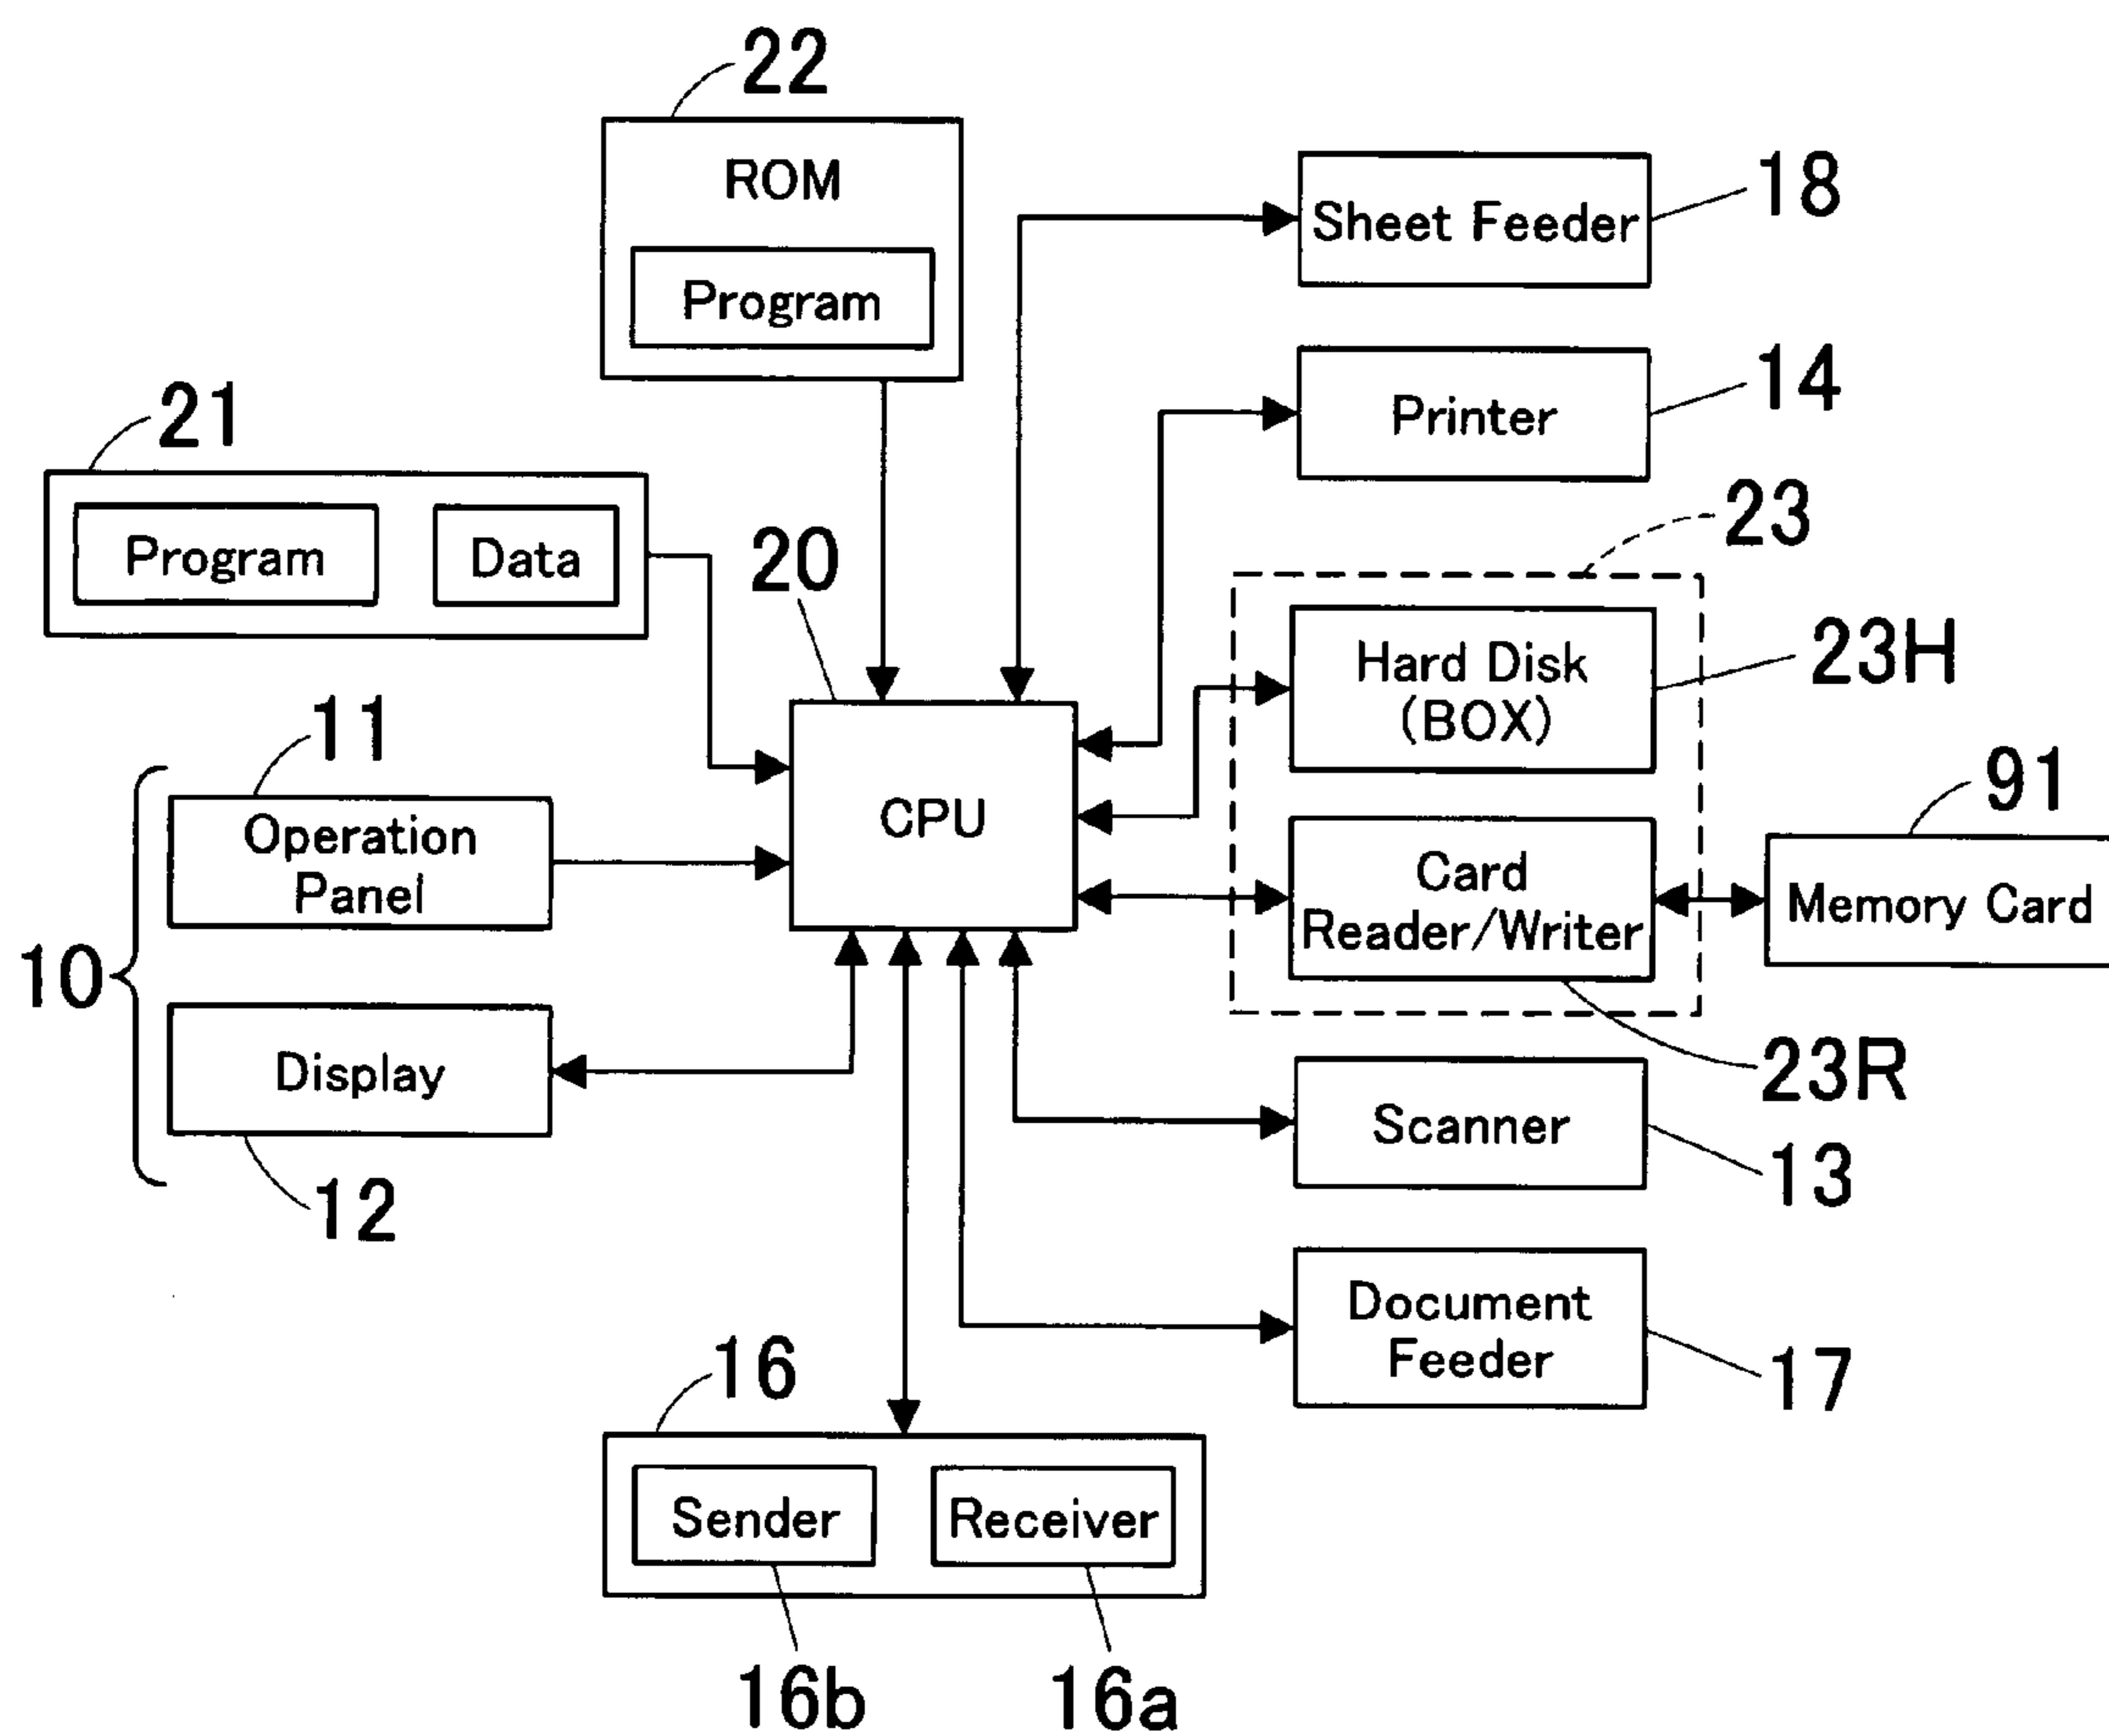 22
ROM
Program
18
Sheet Feeder
14
Printer
21
Program
Data
20
23
Hard Disk
(BOX)
23H
11
Operation
Panel
CPU
Card
Reader/Writer
91
Memory Card
10
23R
Display
12
Scanner
13
Document
Feeder
17
16
Sender
Receiver
16b
16a